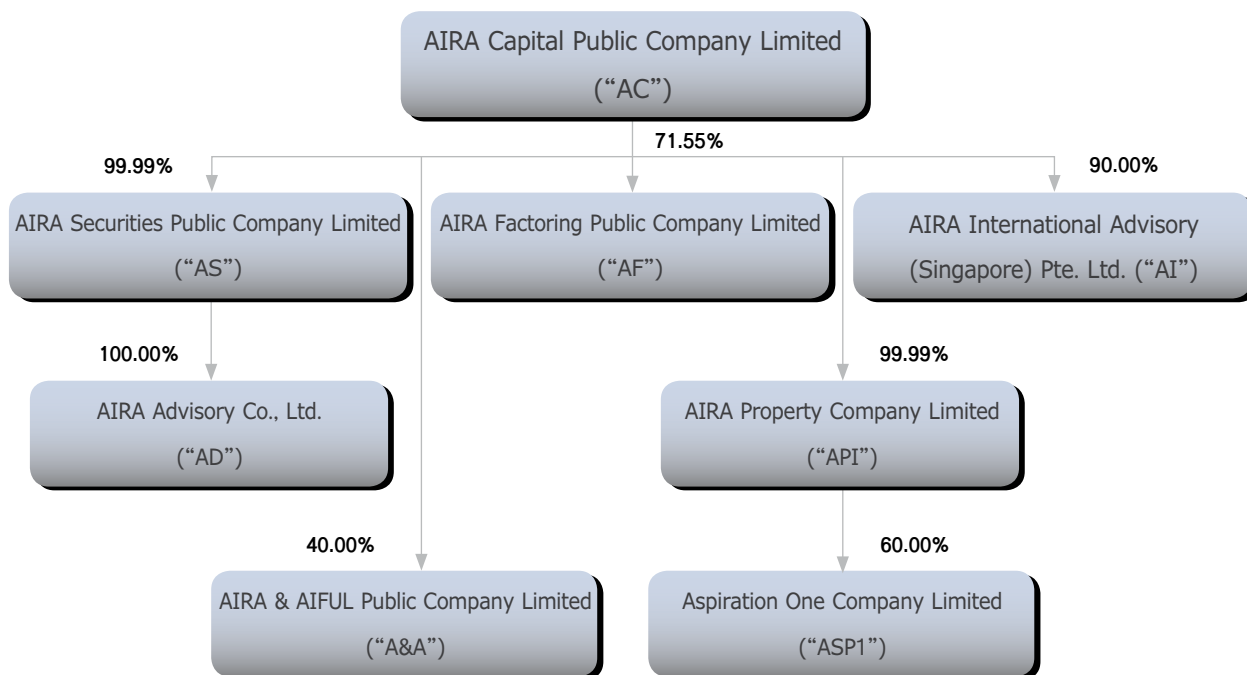 AIRA Capital Public Company Limited
(“AC”)
71.55%
99.99%
90.00%
AIRA Securities Public Company Limited
(“AS”)
AIRA Factoring Public Company Limited
(“AF”)
AIRA International Advisory
(Singapore) Pte. Ltd. (“AI”)
100.00%
99.99%
AIRA Advisory Co., Ltd.
(“AD”)
AIRA Property Company Limited
(“API”)
40.00%
60.00%
AIRA & AIFUL Public Company Limited
(“A&A”)
Aspiration One Company Limited
(“ASP1”)